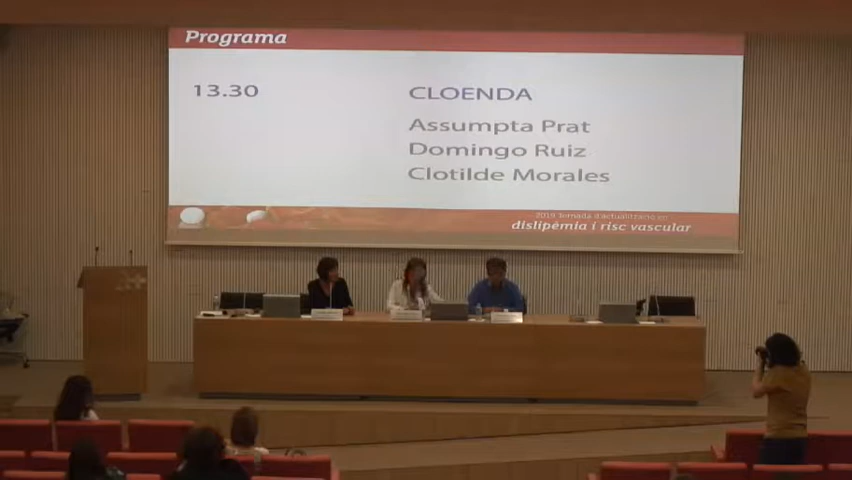 Programa
13.30
CLOENDA
Assumpta Prat
Domingo Ruiz
Clotilde Morales
2019 Jornada d'actualització en
dislipèmia i risc vascular